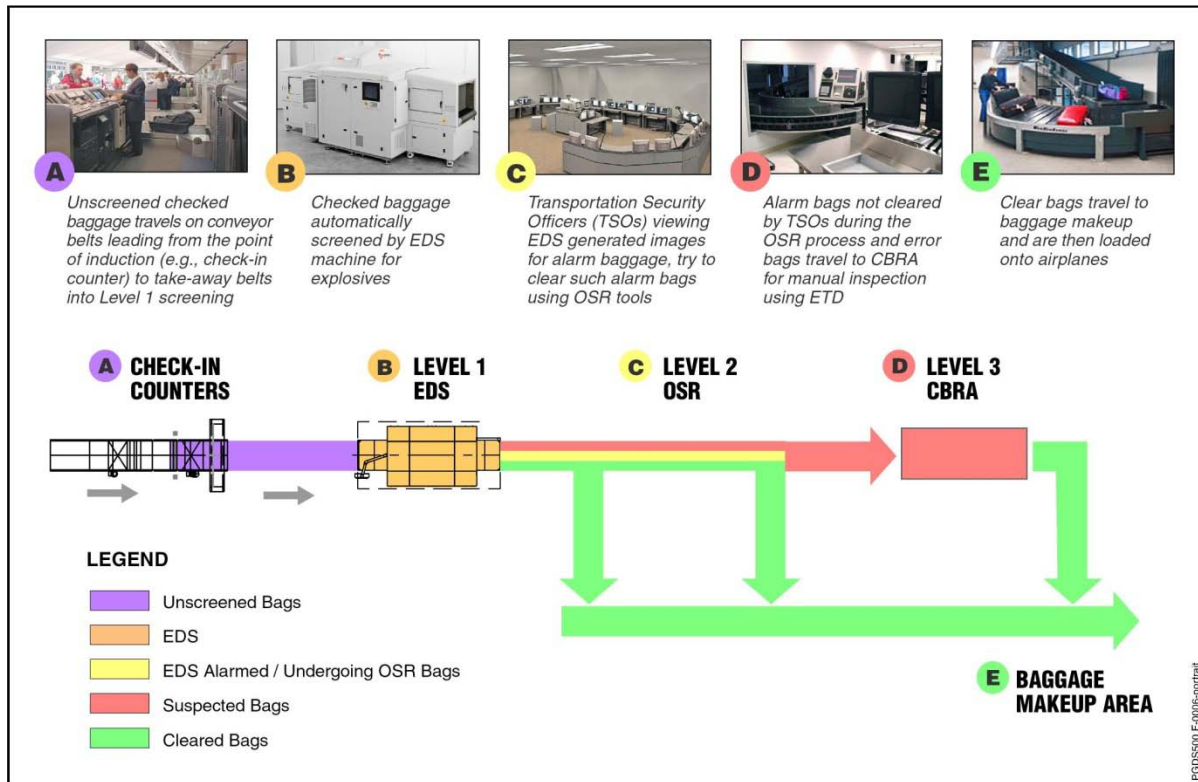 A
Unscreened checked
baggage travels on conveyor
belts leading from the point
of induction (e.g., check-in
counter) to take-away belts
into Level 1 screening
B
Checked baggage
automatically
screened by EDS
machine for
explosives
C
Transportation Security
Officers (TSOs) viewing
EDS generated images
for alarm baggage, try to
clear such alarm bags
using OSR tools
D
Alarm bags not cleared
by TSOs during the
OSR process and error
bags travel to CBRA
for manual inspection
using ETD
E
Clear bags travel to
baggage makeup
and are then loaded
onto airplanes
A CHECK-IN
COUNTERS
B LEVEL 1
EDS
C LEVEL 2
OSR
D LEVEL 3
CBRA
LEGEND
Unscreened Bags
EDS
EDS Alarmed / Undergoing OSR Bags
Suspected Bags
Cleared Bags
E BAGGAGE
MAKEUP AREA
PGDS500 F-0006-portrait